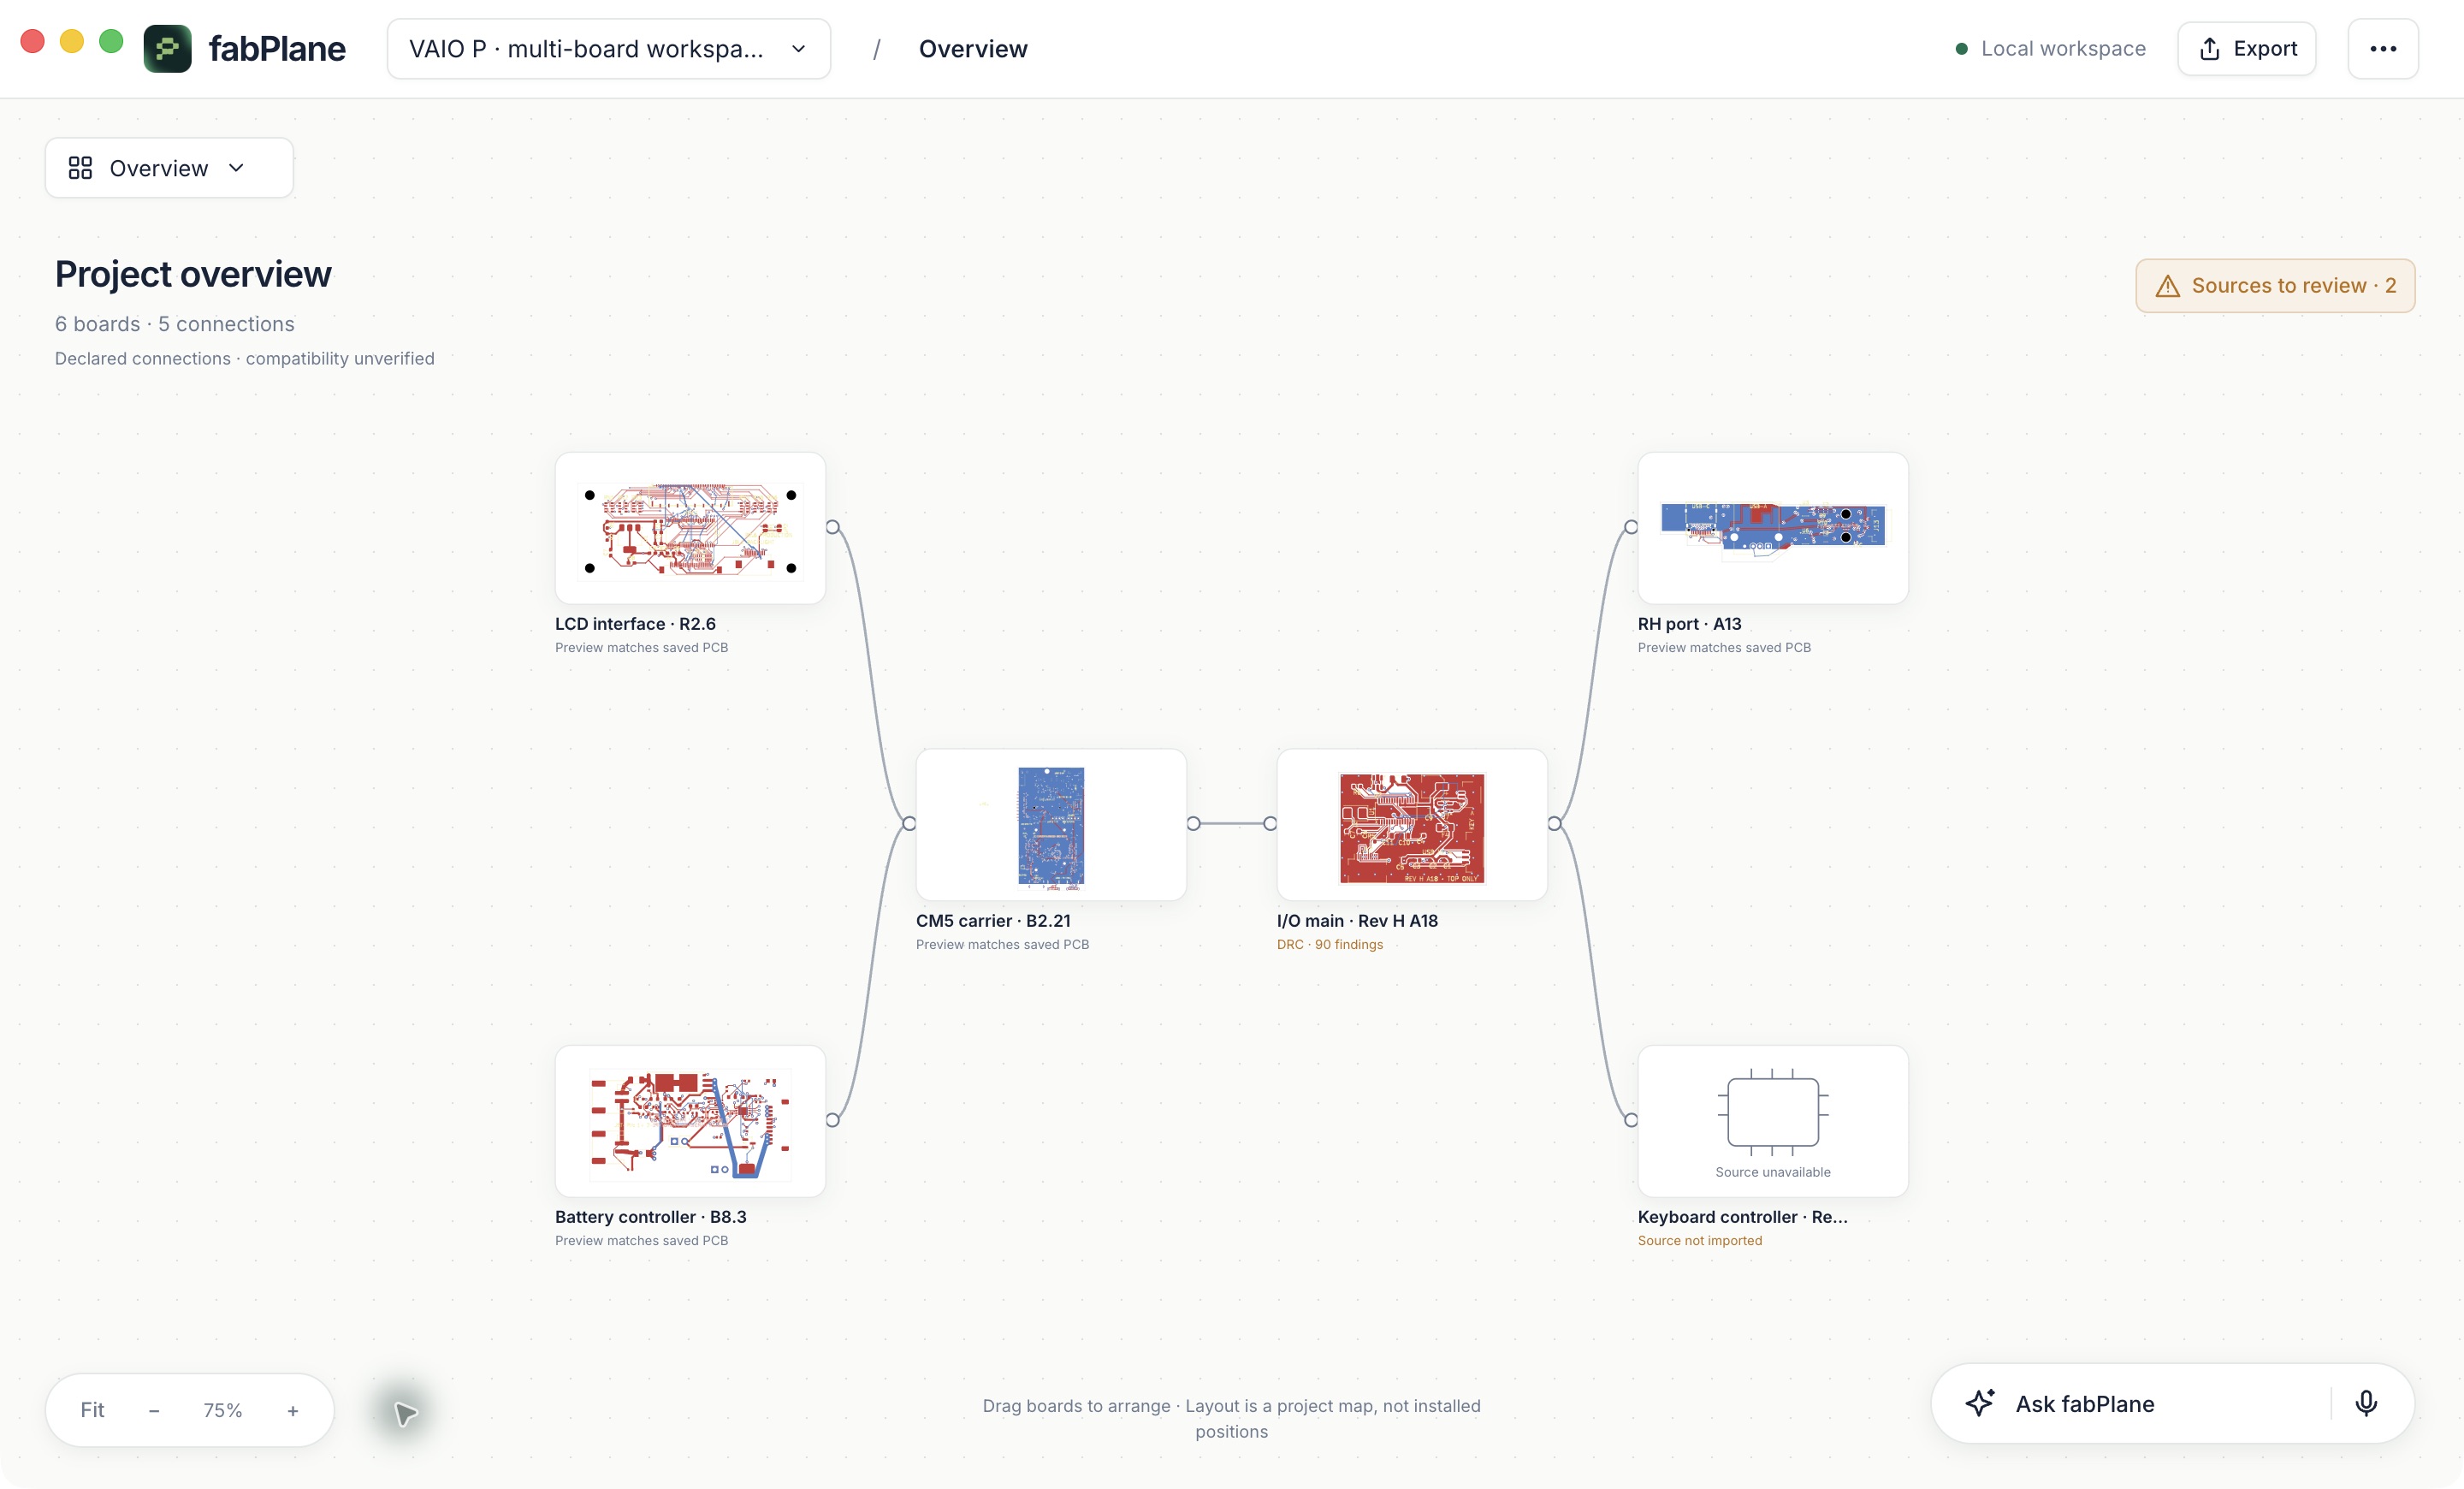 fabPlane
VAIO P · multi-board workspa...
/
Overview
Local workspace
Export
Overview
Project overview
6 boards · 5 connections
Declared connections · compatibility unverified
Sources to review · 2
LCD interface · R2.6
Preview matches saved PCB
RH port · A13
Preview matches saved PCB
REV H A18 · TOP ONLY
CM5 carrier · B2.21
Preview matches saved PCB
I/O main · Rev H A18
DRC · 90 findings
Source unavailable
Battery controller · B8.3
Preview matches saved PCB
Keyboard controller · Re...
Source not imported
Fit − 75% +
Drag boards to arrange · Layout is a project map, not installed
positions
Ask fabPlane